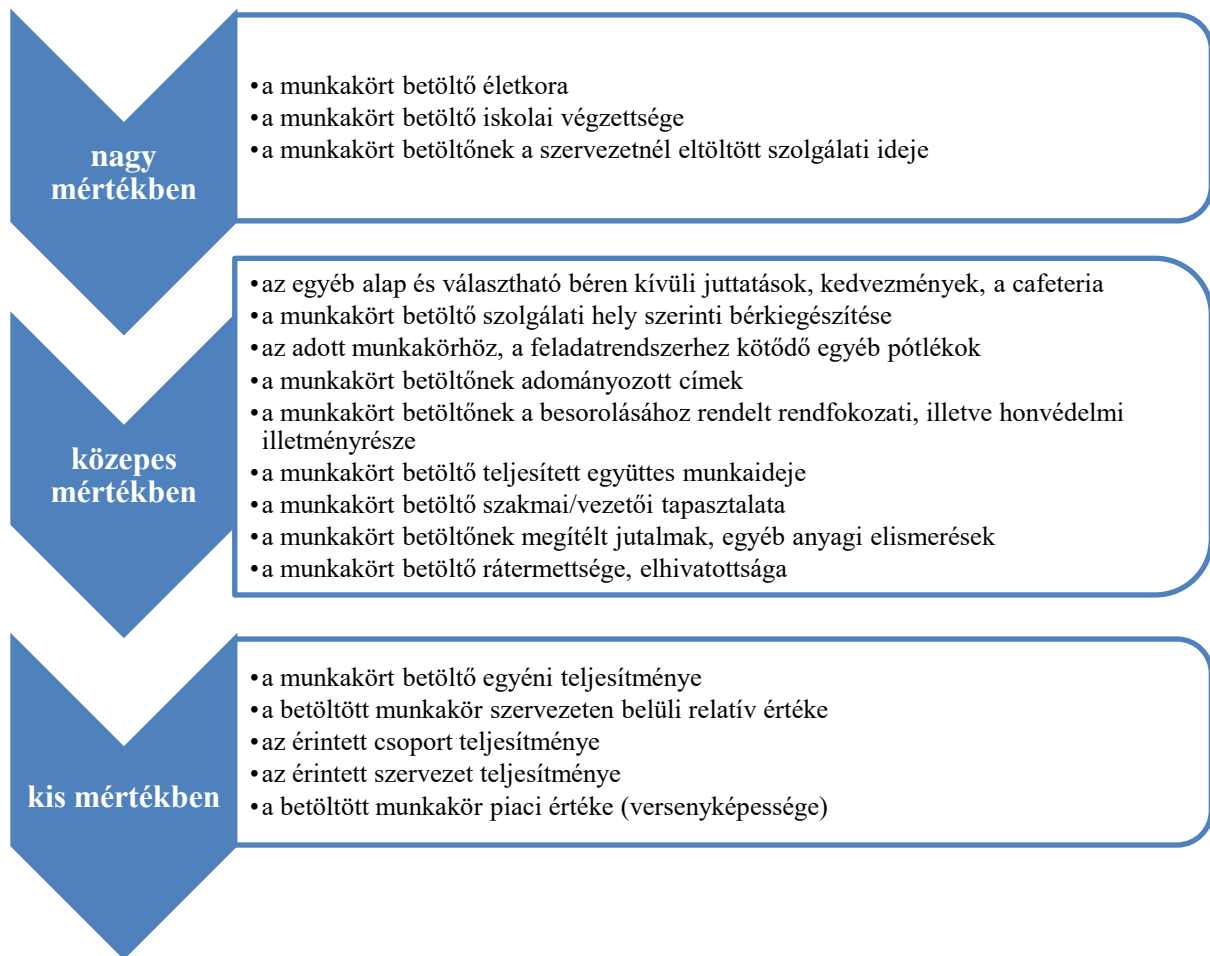 nagy
mértékben
•a munkakört betöltő életkora
•a munkakört betöltő iskolai végzettsége
•a munkakört betöltőnek a szervezetnél eltöltött szolgálati ideje
közepes
mértékben
•az egyéb alap és választható béren kívüli juttatások, kedvezmények, a cafeteria
•a munkakört betöltő szolgálati hely szerinti bérkiegészítése
•az adott munkakörhöz, a feladatrendszerhez kötődő egyéb pótlékok
•a munkakört betöltőnek adományozott címek
•a munkakört betöltőnek a besorolásához rendelt rendfokozati, illetve honvédelmi
illetményrésze
•a munkakört betöltő teljesített együttes munkaideje
•a munkakört betöltő szakmai/vezetői tapasztalata
•a munkakört betöltőnek megítélt jutalmak, egyéb anyagi elismerések
•a munkakört betöltő rátermettsége, elhivatottsága
kis mértékben
•a munkakört betöltő egyéni teljesítménye
•a betöltött munkakör szervezeten belüli relatív értéke
•az érintett csoport teljesítménye
•az érintett szervezet teljesítménye
•a betöltött munkakör piaci értéke (versenyképessége)